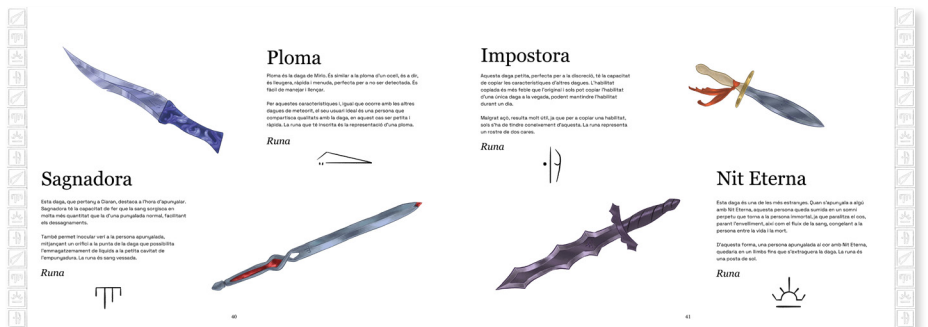 Ploma
Ploma és la daga de Mirlo. És similar a la ploma d'un ocell, és a dir,
és lleugera, ràpida i menuda, perfecta per a no ser detectada. És
fàcil de manejar i llençar.
Per aquestes característiques i, igual que ocorre amb les altres
dagues de meteorit, el seu usuari ideal és una persona que
compartisca qualitats amb la daga, en aquest cas ser petita i
ràpida. La runa que té inscrita és la representació d'una ploma.
Runa
Sagnadora
Esta daga, que pertany a Daran, destaca a l'hora d'apunyalar.
Sagnadora té la capacitat de fer que la sang sorgisca en
molta més quantitat que la d'una punyalada normal, facilitant
els dessagnaments.
També permet inocular verí a la persona apunyalada,
mitjançant un orifici a la punta de la daga que possibilita
l'emmagatzemament de líquids a la petita cavitat de
l'empunyadura. La runa és sang vessada.
Runa
40
Impostora
Aquesta daga petita, perfecta per a la discreció, té la capacitat
de copiar les característiques d'altres dagues. L'habilitat
copiada és més feble que l'original i sols pot copiar l'habilitat
d'una única daga a la vegada, podent mantindre l'habilitat
durant un dia.
Malgrat açò, resulta molt útil, ja que per a copiar una habilitat,
sols s'ha de tindre coneixement d'aquesta. La runa representa
un rostre de dos cares.
Runa
Nit Eterna
Esta daga és una de les més estranyes. Quan s'apunyala a algú
amb Nit Eterna, aquesta persona queda sumida en un somni
perpetu que torna a la persona immortal, ja que paralitza el cos,
parant l'envelliment, així com el fluix de la sang, congelant a la
persona entre la vida i la mort.
D'aquesta forma, una persona apunyalada al cor amb Nit Eterna,
quedaria en un llimbs fins que s'extraguera la daga. La runa és
una posta de sol.
Runa
41